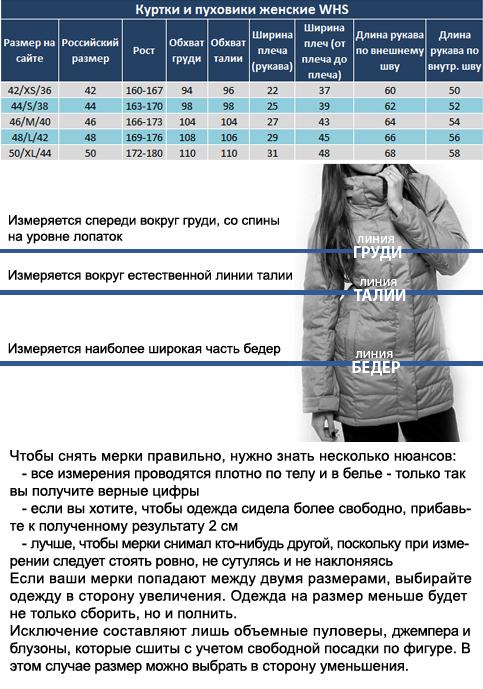 Куртки и пуховики женские WHS
Размер на сайте Российский размер Рост Обхват груди Обхват талии Ширина плеча (рукава) Ширина плеч (от плеча до плеча) Длина рукава по внешнему шву Длина рукава по внутр. шву
42/XS/36 42 160-167 94 96 22 37 60 50
44/S/38 44 163-170 98 98 25 39 62 52
46/M/40 46 166-173 104 104 27 43 64 54
48/L/42 48 169-176 108 106 29 45 66 56
50/XL/44 50 172-180 110 110 31 48 68 58
Измеряется спереди вокруг груди, со спины
на уровне лопаток
ЛИНИЯ
ГРУДИ
Измеряется вокруг естественной линии талии
ЛИНИЯ
ТАЛИИ
Измеряется наиболее широкая часть бедер
ЛИНИЯ
БЕДЕР
Чтобы снять мерки правильно, нужно знать несколько нюансов:
- все измерения проводятся плотно по телу и в белье - только так
вы получите верные цифры
- если вы хотите, чтобы одежда сидела более свободно, прибавь-
те к полученному результату 2 см
- лучше, чтобы мерки снимал кто-нибудь другой, поскольку при изме-
рении следует стоять ровно, не сутулясь и не наклоняясь
Если ваши мерки попадают между двумя размерами, выбирайте
одежду в сторону увеличения. Одежда на размер меньше будет
не только сборить, но и полнить.
Исключение составляют лишь объемные пуловеры, джемпера и
блузоны, которые сшиты с учетом свободной посадки по фигуре. В
этом случае размер можно выбрать в сторону уменьшения.